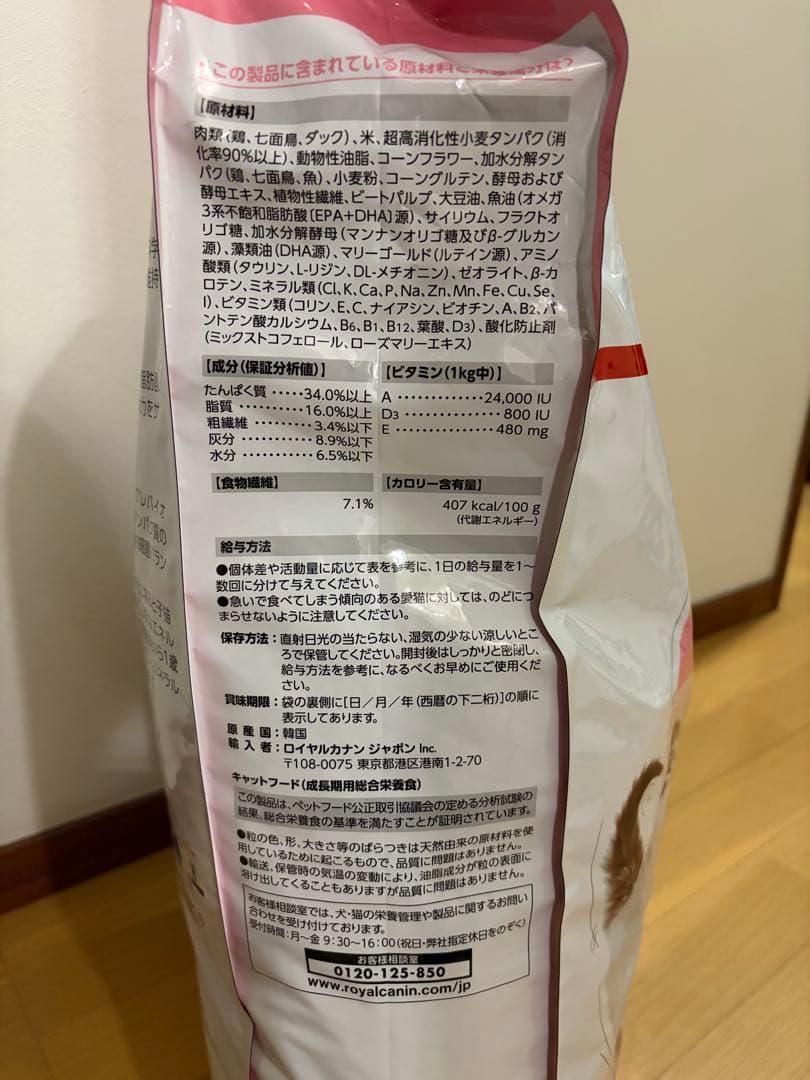 この製品に含まれている原材料と栄養成分は?
【原材料】
肉類(鶏、七面鳥、ダック)、米、超高消化性小麦タンパク(消
化率90%以上)、動物性油脂、コーンフラワー、加水分解タン
パク(鶏、七面鳥、魚)、小麦粉、コーングルテン、酵母および
酵母エキス、植物性繊維、ビートパルプ、大豆油、魚油(オメガ
3系不飽和脂肪酸[EPA+DHA]源)、サイリウム、フラクトオ
リゴ糖、加水分解酵母(マンナンオリゴ糖及びβ-グルカン
源)、藻類油(DHA源)、マリーゴールド(ルテイン源)、アミノ
酸類(タウリン、L-リジン、DL-メチオニン)、ゼオライト、β-カ
ロテン、ミネラル類(Cl、K、Ca、P、Na、Zn、Mn、Fe、Cu、Se、
I)、ビタミン類(コリン、E、C、ナイアシン、ビオチン、A、B2、パ
ントテン酸カルシウム、B6、B1、B12、葉酸、D3)、酸化防止剤
(ミックストコフェロール、ローズマリーエキス)
【成分(保証分析値)】
たんぱく質・・・・・34.0%以上
脂質・・・・・・・・・・16.0%以上
粗繊維・・・・・・・・・3.4%以下
灰分・・・・・・・・・・・8.9%以下
水分・・・・・・・・・・・6.5%以下
【ビタミン(1kg中)】
A・・・・・・・・・・・・・24,000 IU
D3・・・・・・・・・・・・・・800 IU
E・・・・・・・・・・・・・・・480 mg
【食物繊維】
7.1%
【カロリー含有量】
407 kcal/100 g
(代謝エネルギー)
給与方法
●個体差や活動量に応じて表を参考に、1日の給与量を1〜
数回に分けて与えてください。
●急いで食べてしまう傾向のある愛猫に対しては、のどにつ
まらせないように注意してください。
保存方法:直射日光の当たらない、湿気の少ない涼しいとこ
ろで保管してください。開封後はしっかりと密閉し、
給与方法を参考に、なるべくお早めにご使用くだ
さい。
賞味期限:袋の裏側に[日/月/年(西暦の下二桁)]の順に
表示してあります。
原産国:韓国
輸入者:ロイヤルカナン ジャポン Inc.
〒108-0075 東京都港区港南1-2-70
キャットフード(成長期用総合栄養食)
この製品は、ペットフード公正取引協議会の定める分析試験の
結果、総合栄養食の基準を満たすことが証明されています。
●粒の色、形、大きさ等のばらつきは天然由来の原材料を使
用しているために起こるもので、品質に問題はありません。
●輸送、保管時の気温の変動により、油脂成分が粒の表面に
溶け出してくることもありますが品質に問題はありません。
お客様相談室では、犬・猫の栄養管理や製品に関するお問い
合わせを受け付けております。
受付時間:月〜金 9:30〜16:00(祝日・弊社指定休日をのぞく)
お客様相談室
0120-125-850
www.royalcanin.com/jp